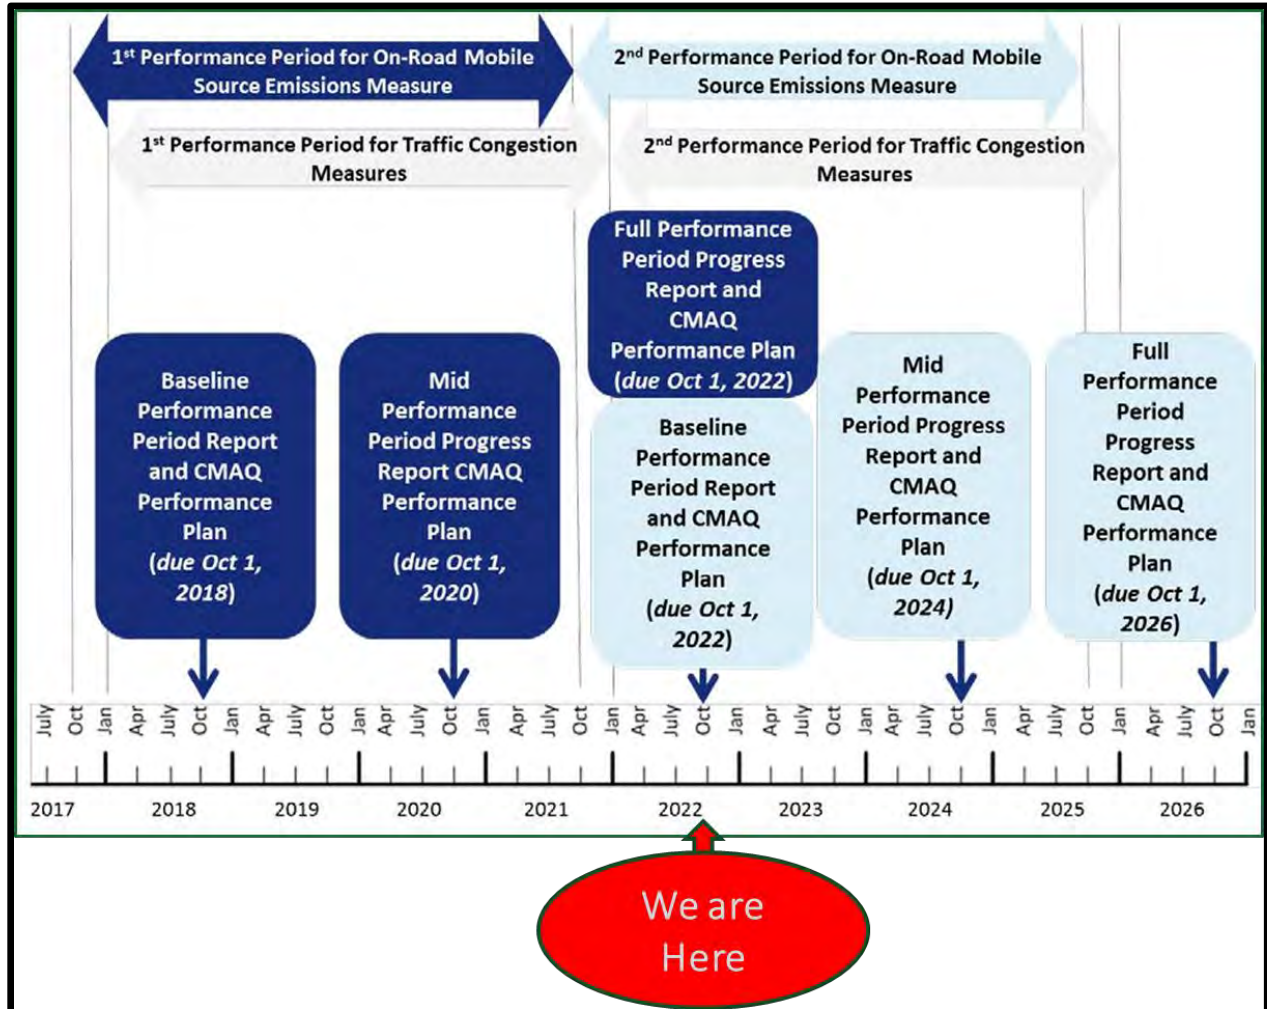 1st Performance Period for On-Road Mobile
Source Emissions Measure
2nd Performance Period for On-Road Mobile
Source Emissions Measure
1st Performance Period for Traffic Congestion
Measures
2nd Performance Period for Traffic Congestion
Measures
Baseline
Performance
Period Report
and CMAQ
Performance
Plan
(due Oct 1,
2018)
Mid
Performance
Period Progress
Report CMAQ
Performance
Plan
(due Oct 1,
2020)
Full Performance
Period Progress
Report and
CMAQ
Performance Plan
(due Oct 1, 2022)
Baseline
Performance
Period Report
and CMAQ
Performance
Plan
(due Oct 1,
2022)
Mid
Performance
Period Progress
Report and
CMAQ
Performance
Plan
(due Oct 1,
2024)
Full
Performance
Period
Progress
Report and
CMAQ
Performance
Plan
(due Oct 1,
2026)
July Oct Jan Apr July Oct Jan Apr July Oct Jan Apr July Oct Jan Apr July Oct Jan Apr July Oct Jan Apr July Oct Jan Apr July Oct Jan Apr July Oct Jan Apr July Oct Jan
2017 2018 2019 2020 2021 2022 2023 2024 2025 2026
We are
Here